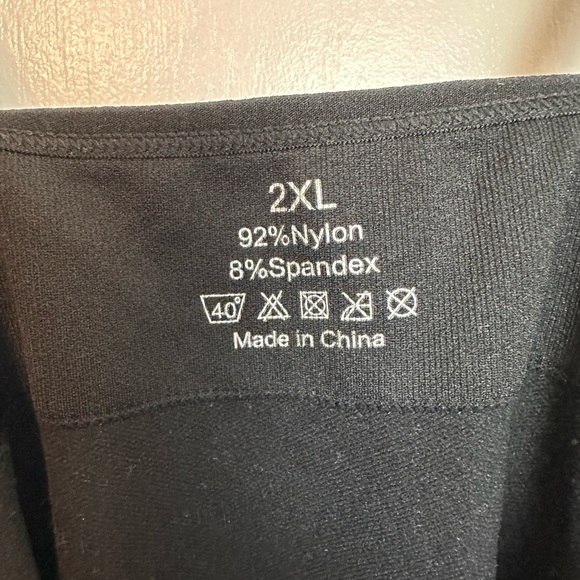 2XL
92%Nylon
8%Spandex
40°
Made in China